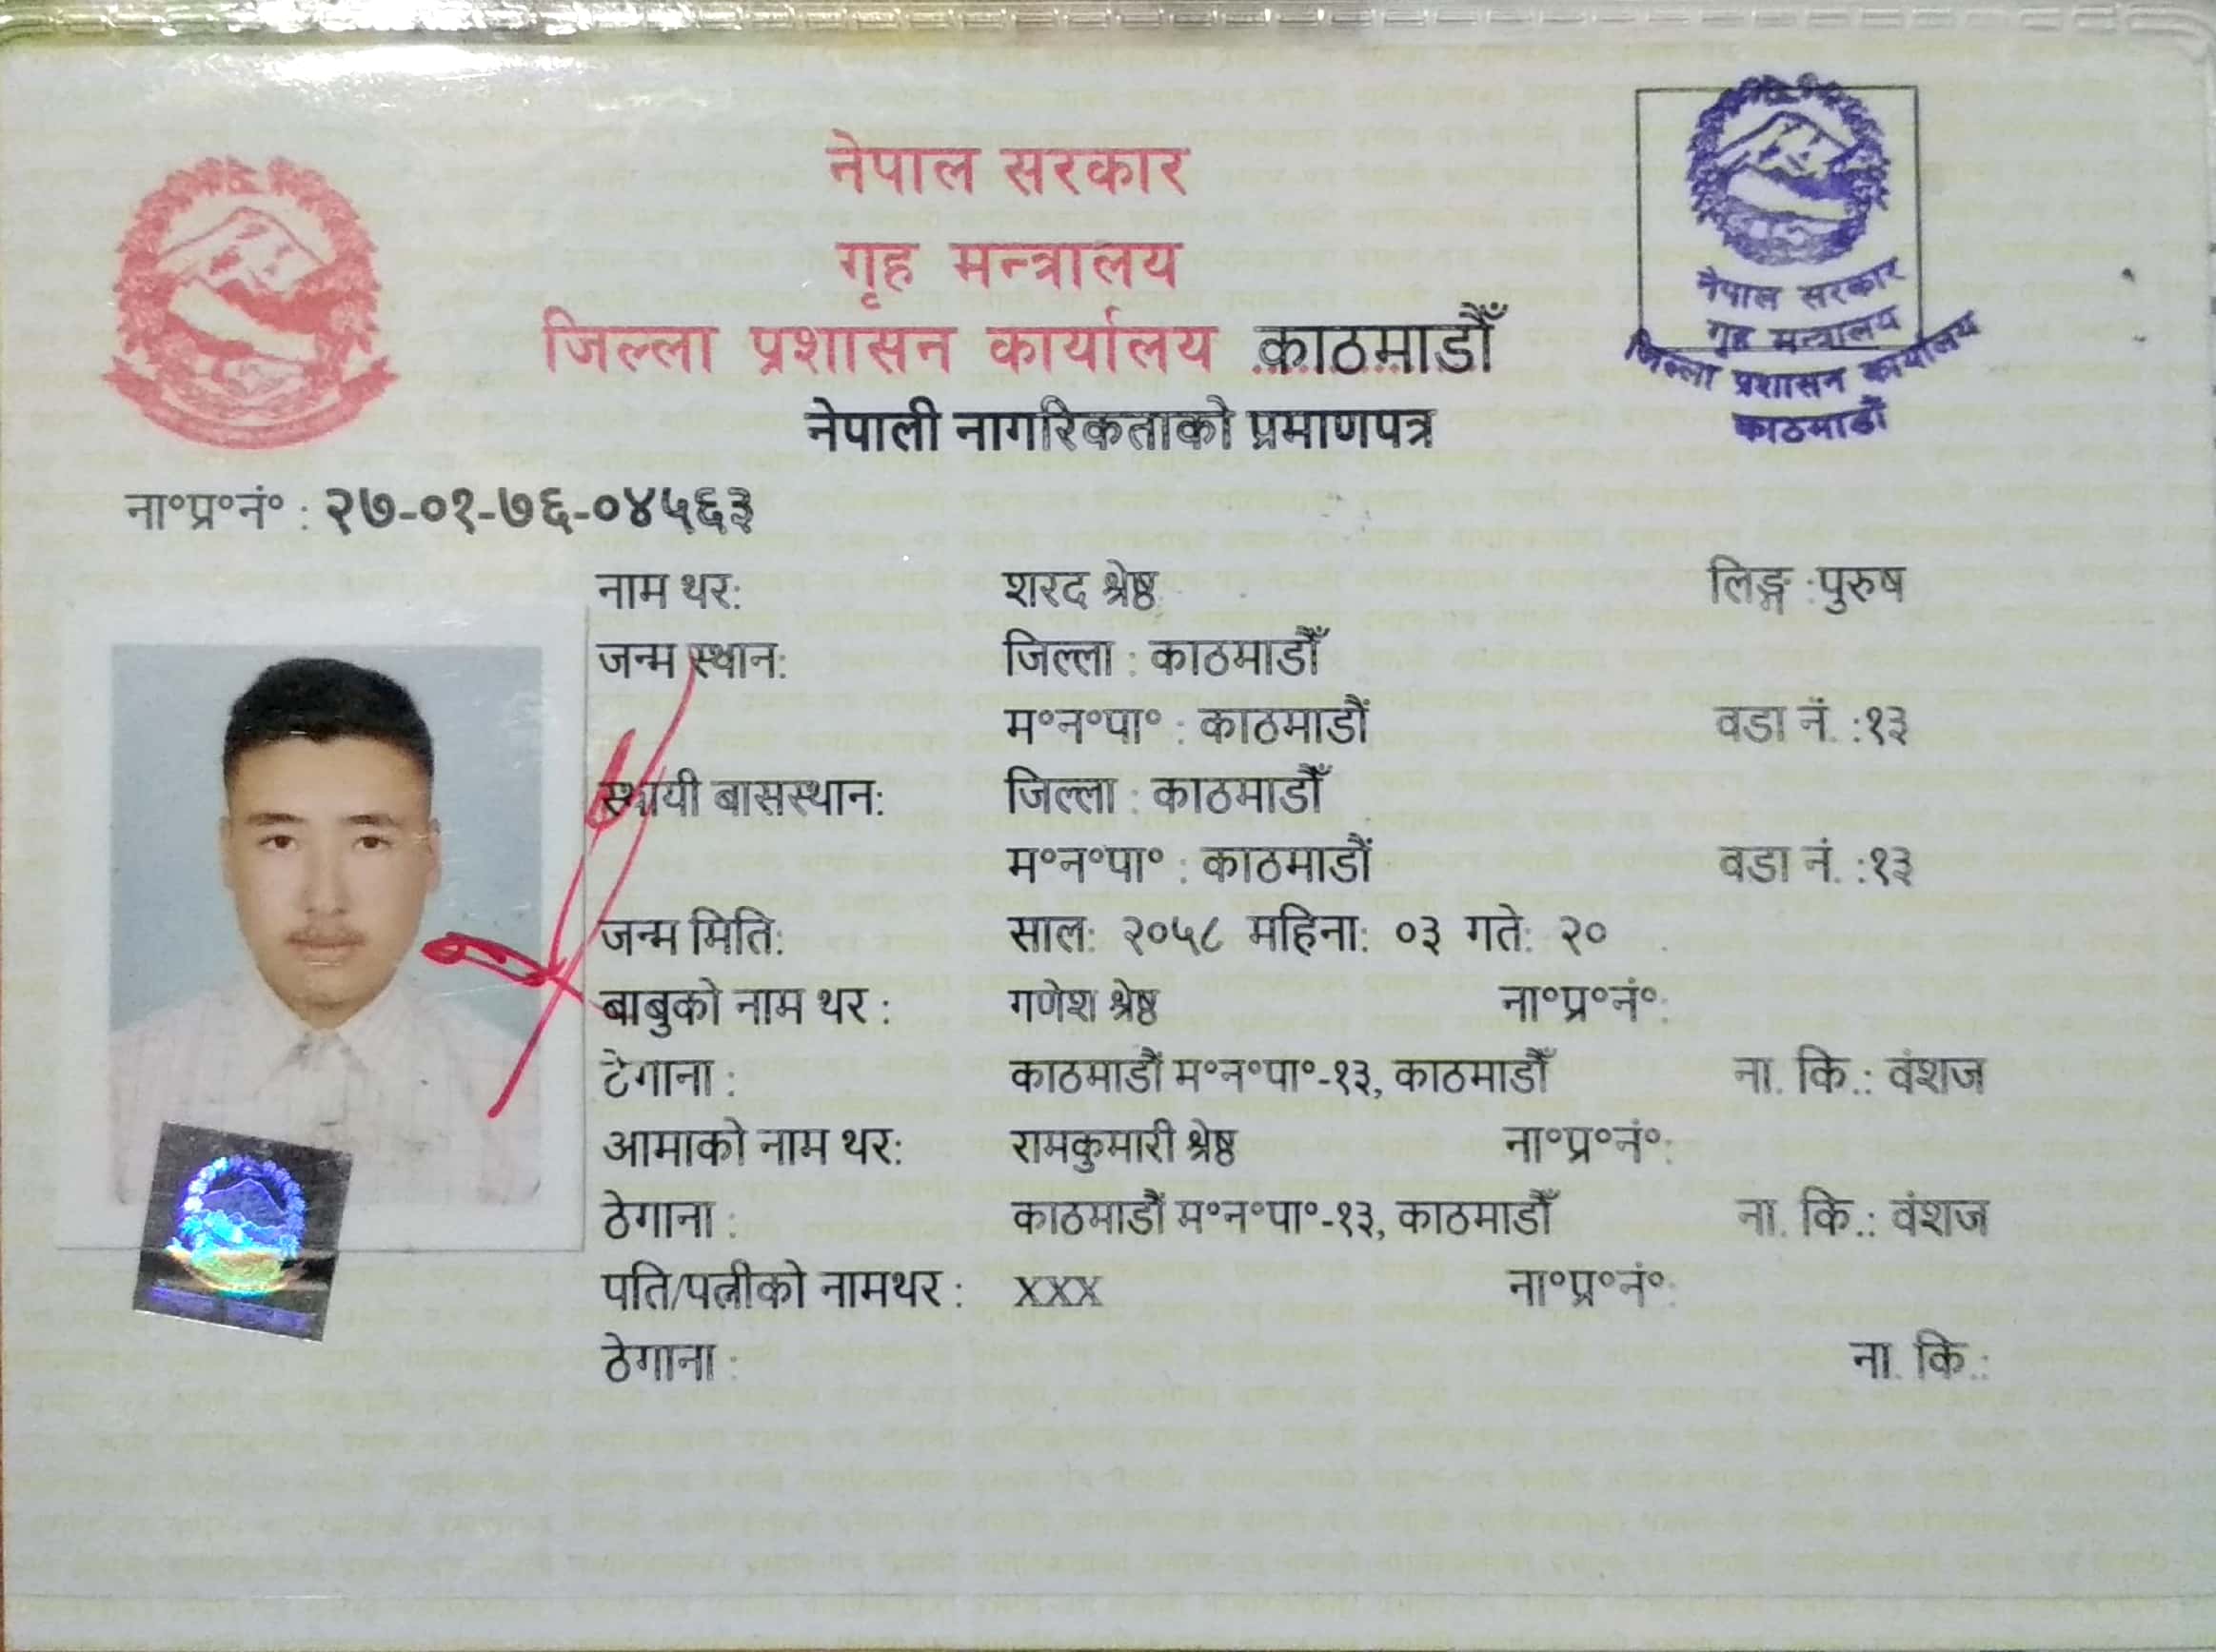 नेपाल सरकार
गृह मन्त्रालय
जिल्ला प्रशासन कार्यालय काठमाडौँ
नेपाली नागरिकताको प्रमाणपत्र
नेपाल सरकार
गृह मन्त्रालय
जिल्ला प्रशासन कार्यालय
काठमाडौं
ना॰प्र॰नं॰ : २७-०१-७६-०४५६३
नाम थर: शरद श्रेष्ठ लिङ्ग :पुरुष
जन्म स्थान: जिल्ला : काठमाडौँ
म॰न॰पा॰ : काठमाडौं वडा नं. :१३
स्थायी बासस्थान: जिल्ला : काठमाडौँ
म॰न॰पा॰ : काठमाडौं वडा नं. :१३
जन्म मिति: साल: २०५८ महिना: ०३ गते: २०
बाबुको नाम थर : गणेश श्रेष्ठ ना॰प्र॰नं॰:
टेगाना : काठमाडौं म॰न॰पा॰-१३, काठमाडौँ ना. कि.: वंशज
आमाको नाम थर: रामकुमारी श्रेष्ठ ना॰प्र॰नं॰:
ठेगाना : काठमाडौं म॰न॰पा॰-१३, काठमाडौँ ना. कि.: वंशज
पति/पत्नीको नामथर : xxx ना॰प्र॰नं॰:
ठेगाना : ना. कि.: